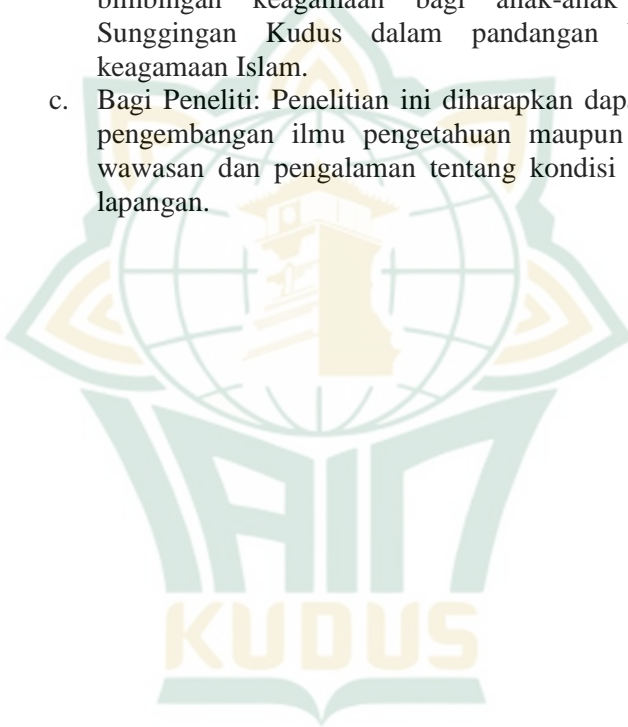 bimbingan keagamaan bagi anak-anak
Sunggingan Kudus dalam pandangan
keagamaan Islam.
c. Bagi Peneliti: Penelitian ini diharapkan
pengembangan ilmu pengetahuan maupun
wawasan dan pengalaman tentang kondisi
lapangan.
IAIN
KUDUS